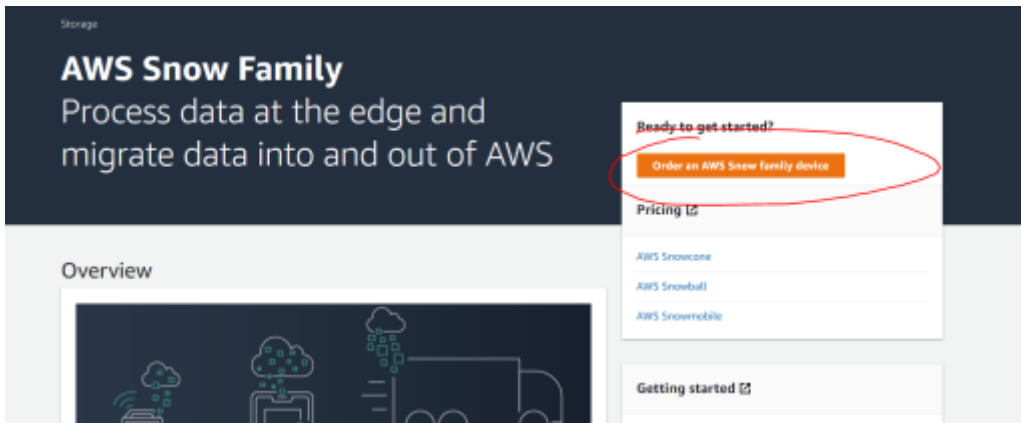 Storage
AWS Snow Family
Process data at the edge and
migrate data into and out of AWS
Ready to get started?
Order an AWS Snow family device
Pricing
AWS Snowcone
AWS Snowball
AWS Snowmobile
Overview
Getting started